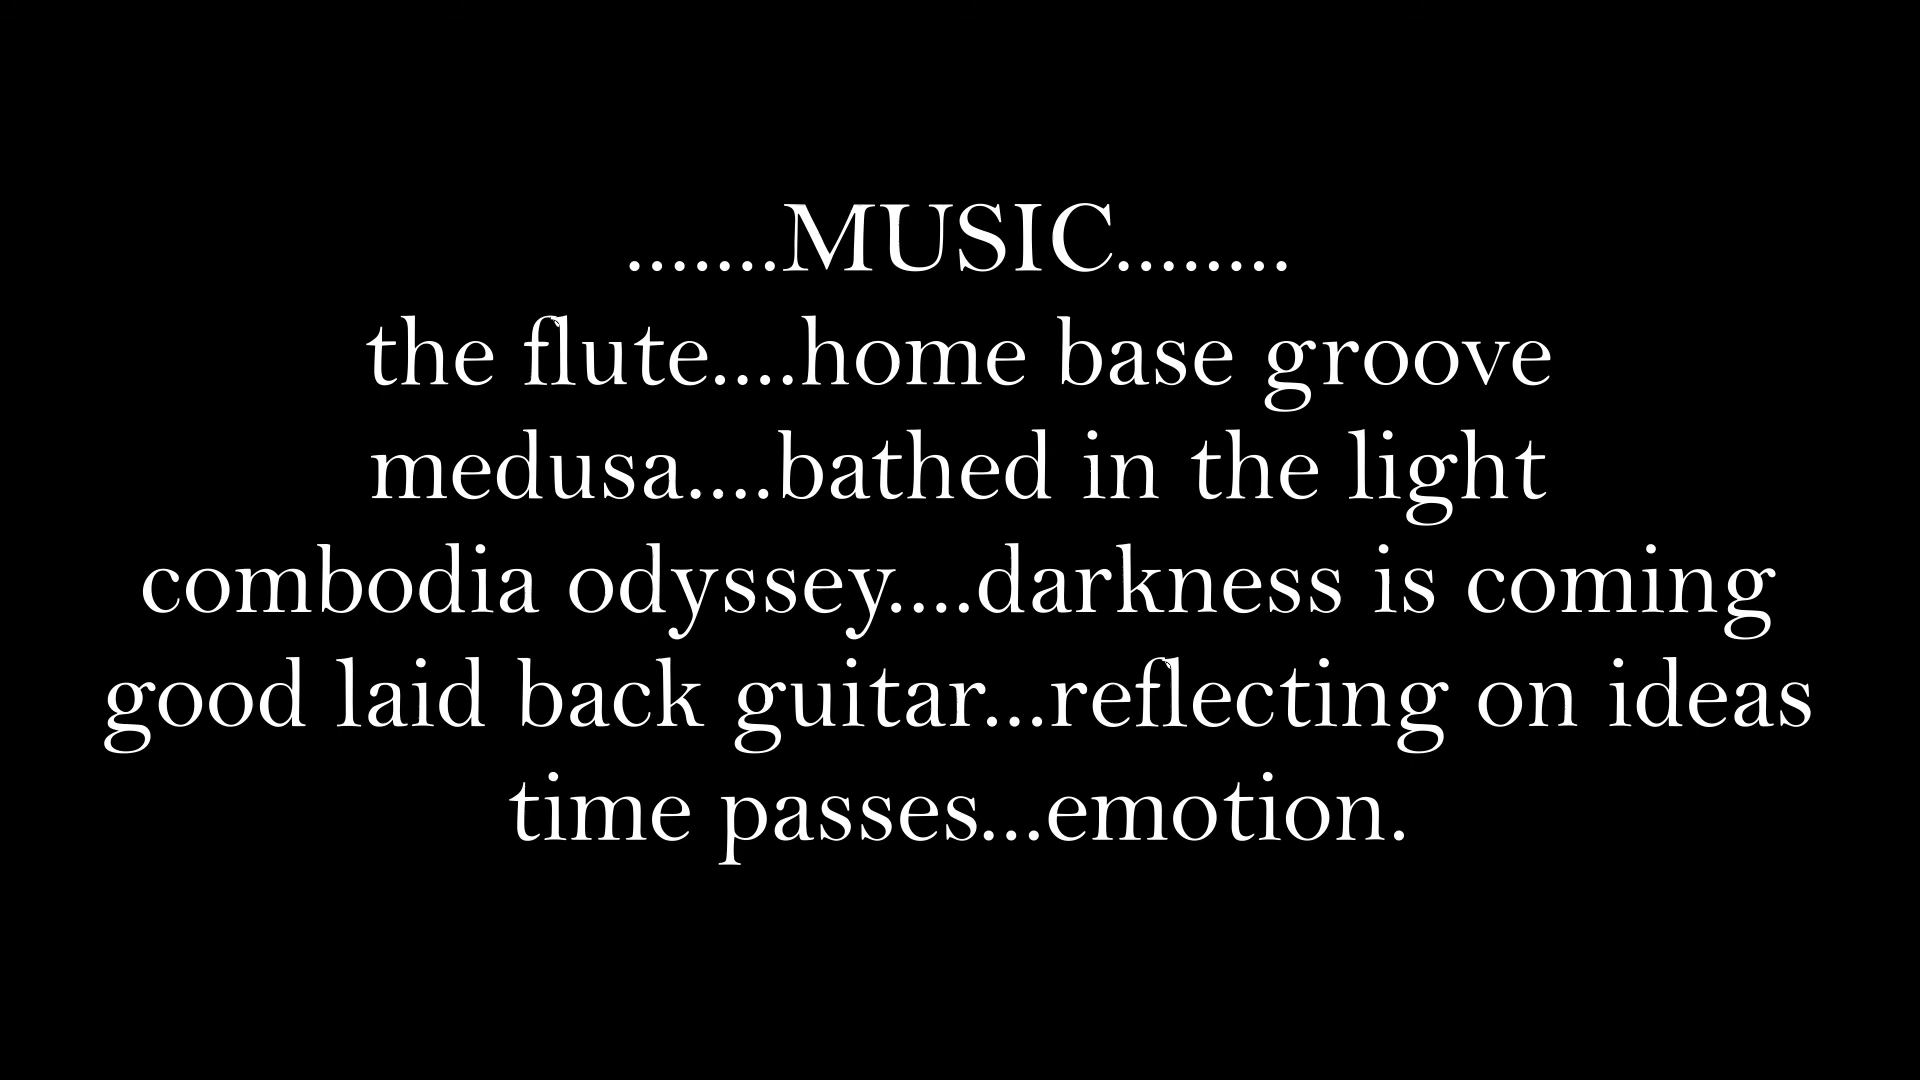 .......MUSIC........
the flute....home base groove
medusa....bathed in the light
combodia odyssey....darkness is coming
good laid back guitar...reflecting on ideas
time passes...emotion.